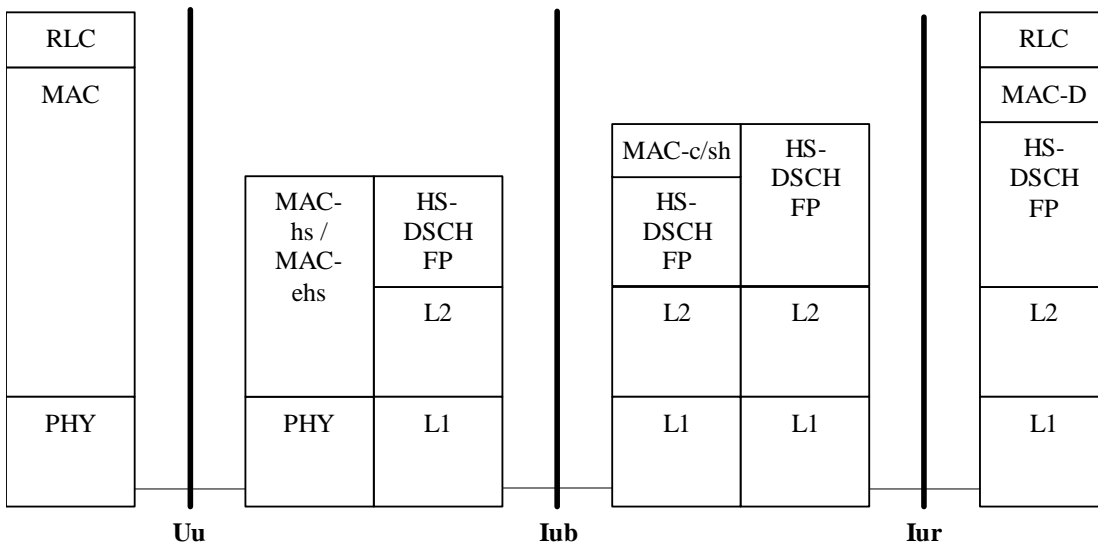 RLC
MAC
PHY
MAC-
hs /
MAC-
ehs
PHY
HS-
DSCH
FP
L2
L1
MAC-c/sh
HS-
DSCH
FP
L2
L1
HS-
DSCH
FP
L2
L1
RLC
MAC-D
HS-
DSCH
FP
L2
L1
Uu
Iub
Iur